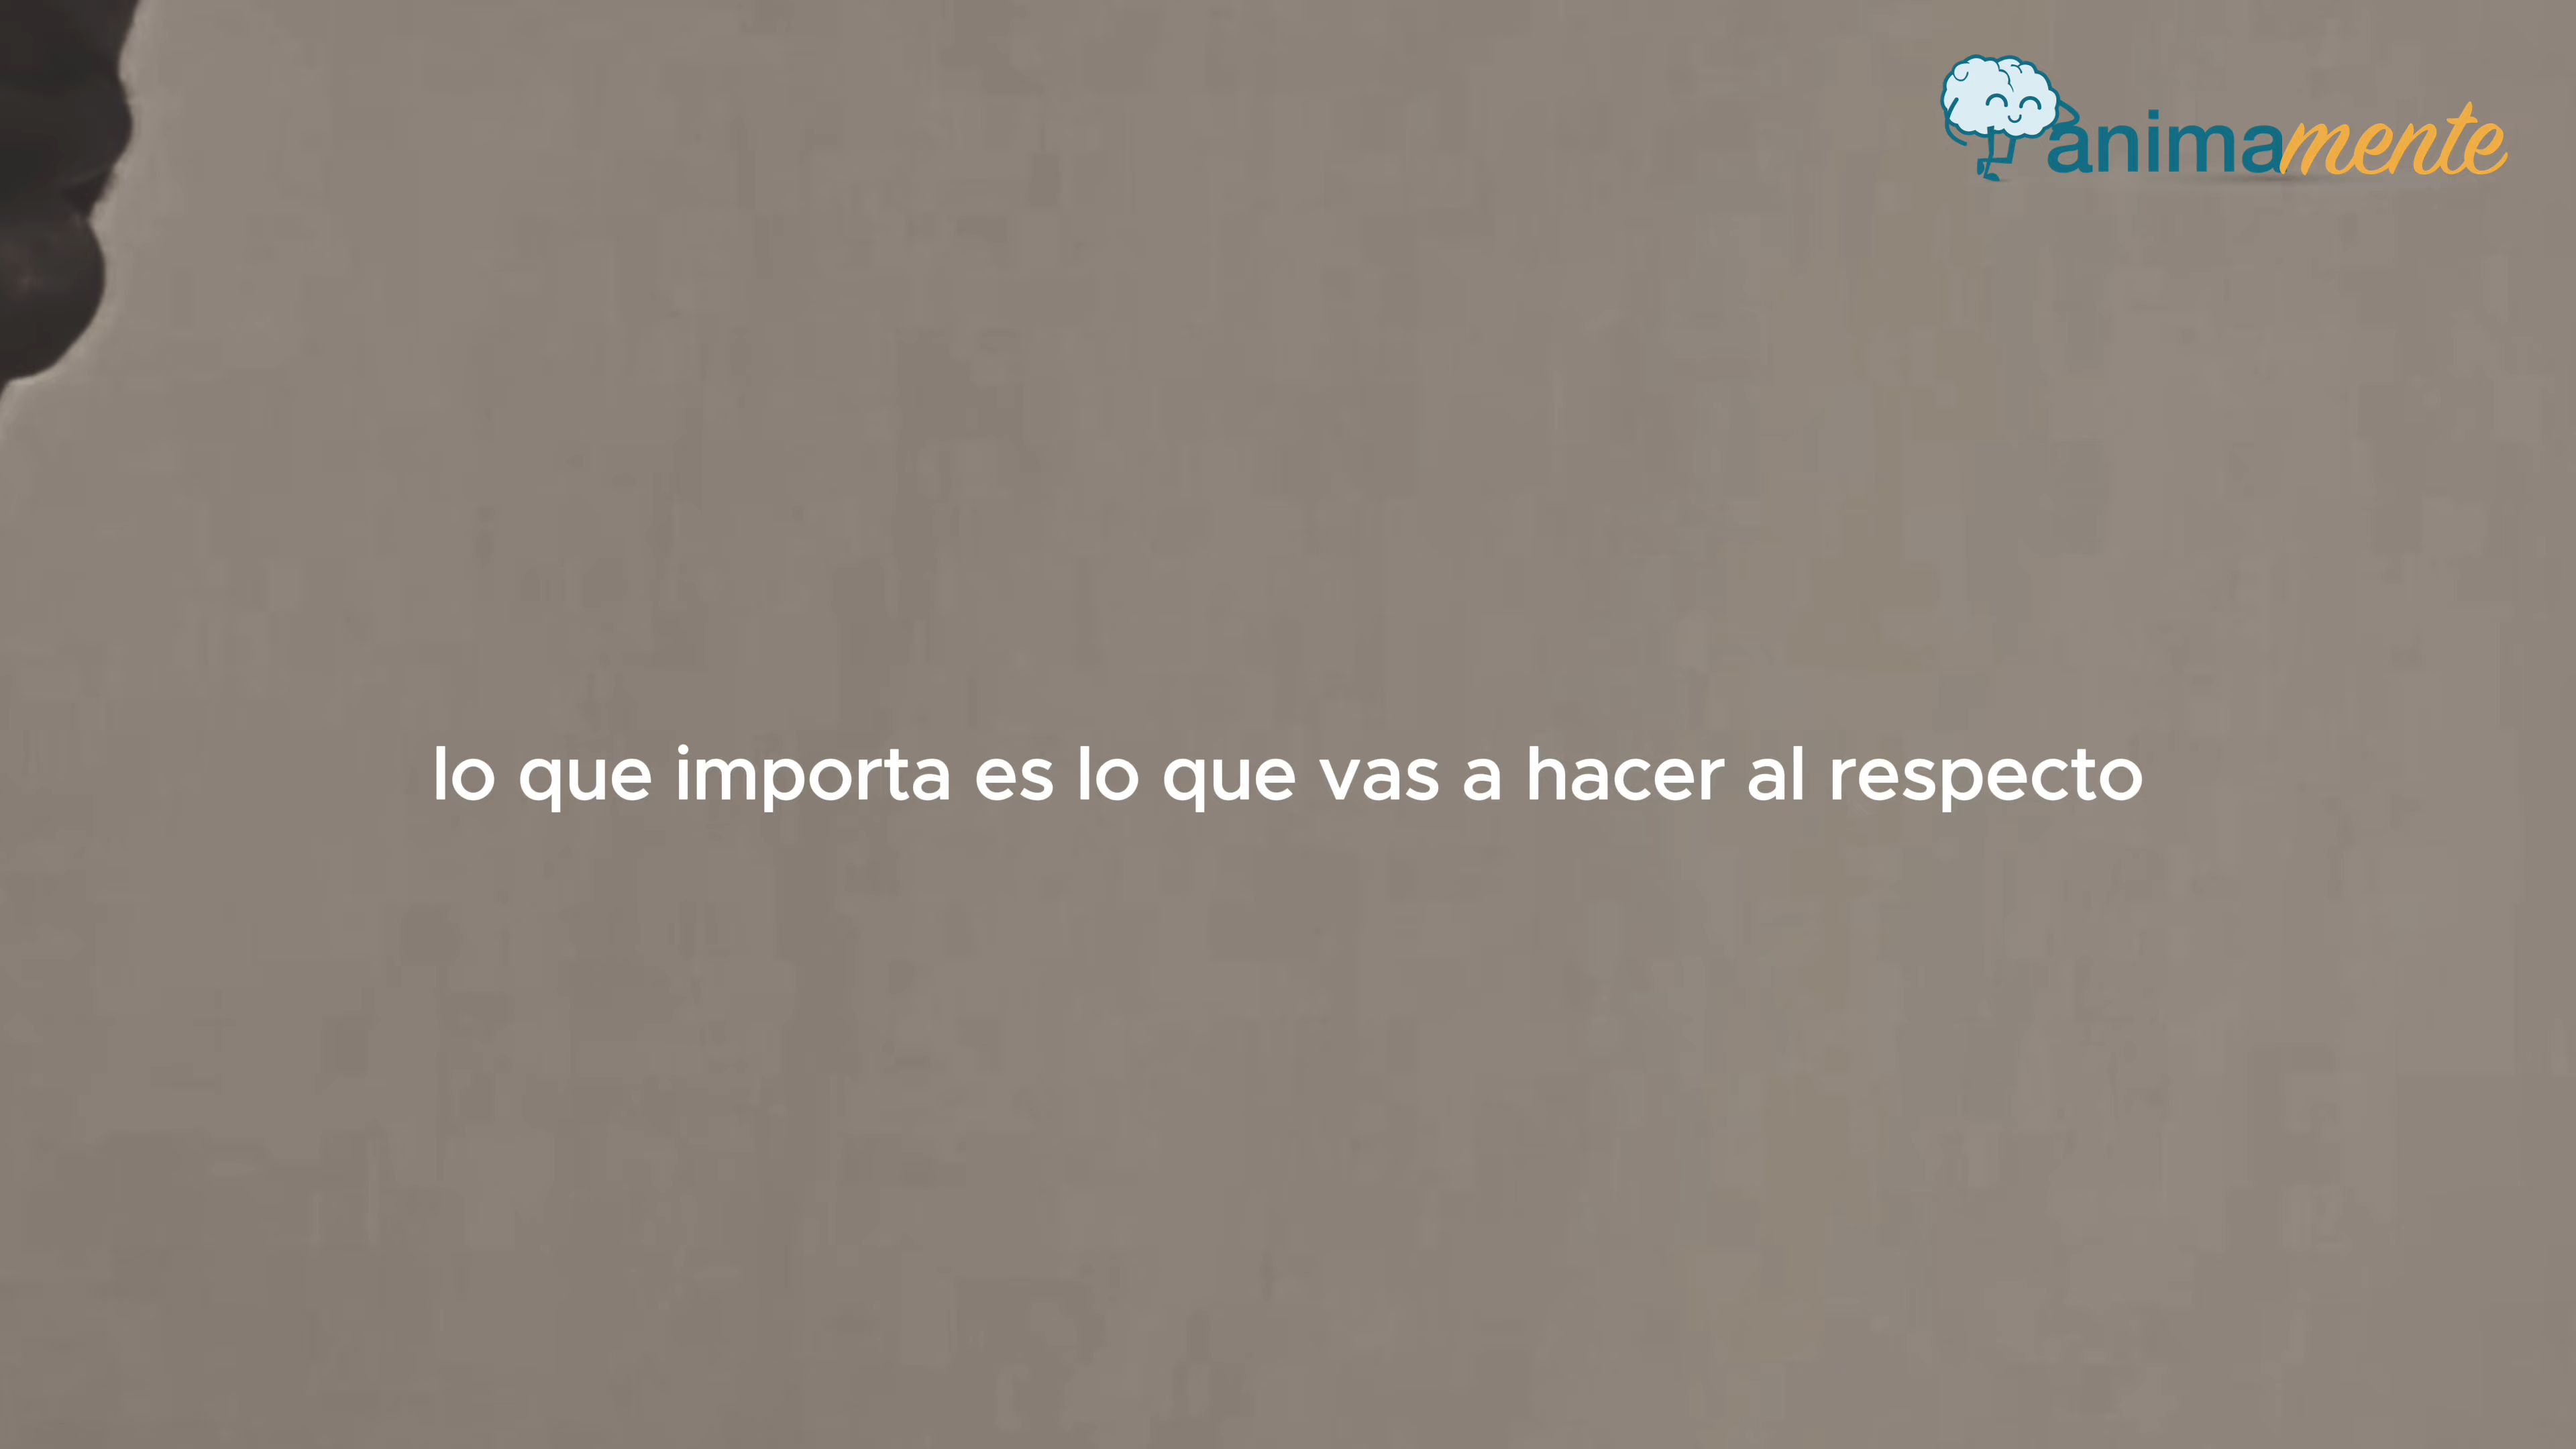 animamente
lo que importa es lo que vas a hacer al respecto